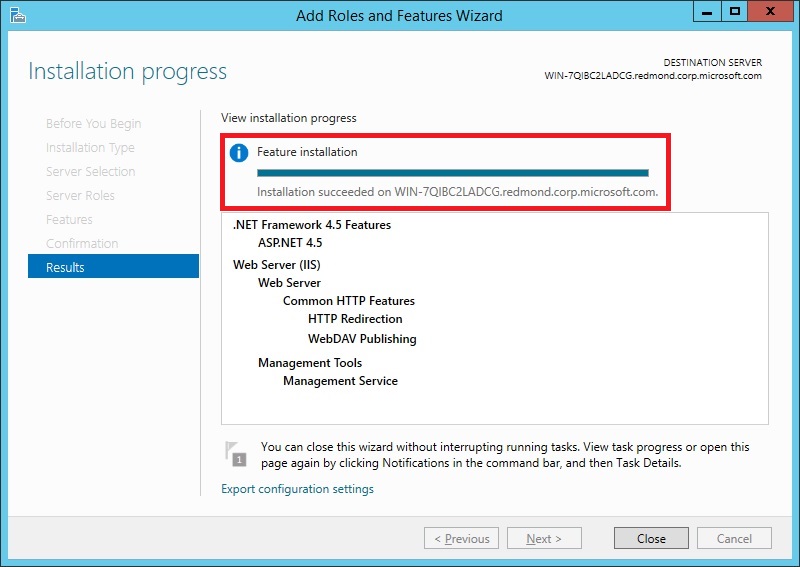 Add Roles and Features Wizard
Installation progress
DESTINATION SERVER
WIN-7QIBC2LADCG.redmond.corp.microsoft.com
Before You Begin
Installation Type
Server Selection
Server Roles
Features
Confirmation
Results
View installation progress
Feature installation
Installation succeeded on WIN-7QIBC2LADCG.redmond.corp.microsoft.com.
.NET Framework 4.5 Features
ASP.NET 4.5
Web Server (IIS)
Web Server
Common HTTP Features
HTTP Redirection
WebDAV Publishing
Management Tools
Management Service
1
You can close this wizard without interrupting running tasks. View task progress or open this
page again by clicking Notifications in the command bar, and then Task Details.
Export configuration settings
< Previous
Next >
Close
Cancel